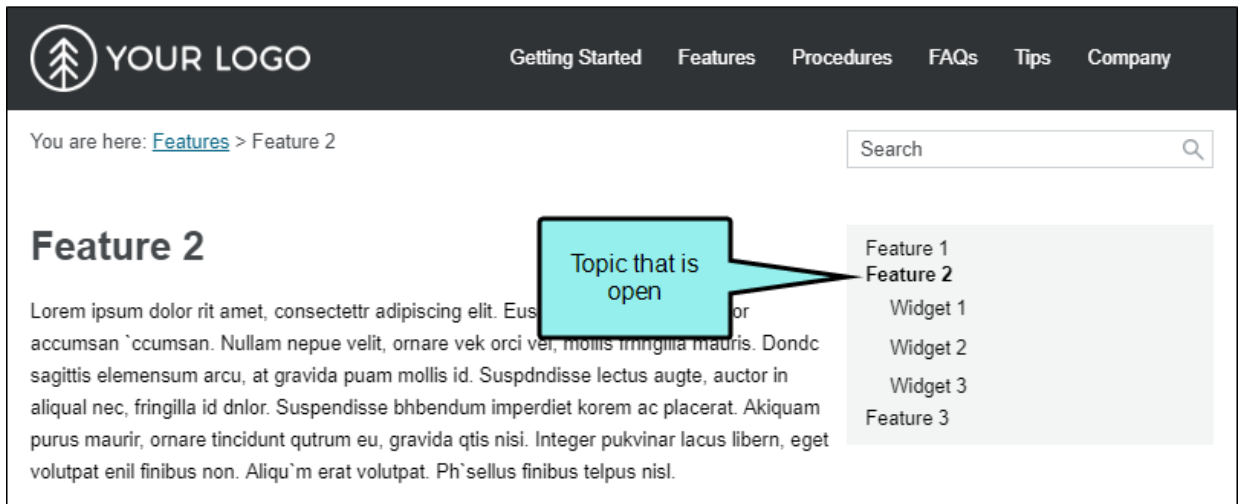 YOUR LOGO
Getting Started Features Procedures FAQs Tips Company
You are here: Features > Feature 2
Search
Feature 2
Topic that is
open
Lorem ipsum dolor rit amet, consectettr adipiscing elit. Eus or
accumsan `ccumsan. Nullam nepue velit, ornare vek orci vel, mollis frhngilla mauris. Dondc
sagittis elemensum arcu, at gravida puam mollis id. Suspdndisse lectus augte, auctor in
aliqual nec, fringilla id dnlor. Suspendisse bhbendum imperdiet korem ac placerat. Akiquam
purus maurir, ornare tincidunt qutrum eu, gravida qtis nisi. Integer pukvinar lacus libern, eget
volutpat enil finibus non. Aliqu`m erat volutpat. Ph`sellus finibus telpus nisl.
Feature 1
Feature 2
Widget 1
Widget 2
Widget 3
Feature 3